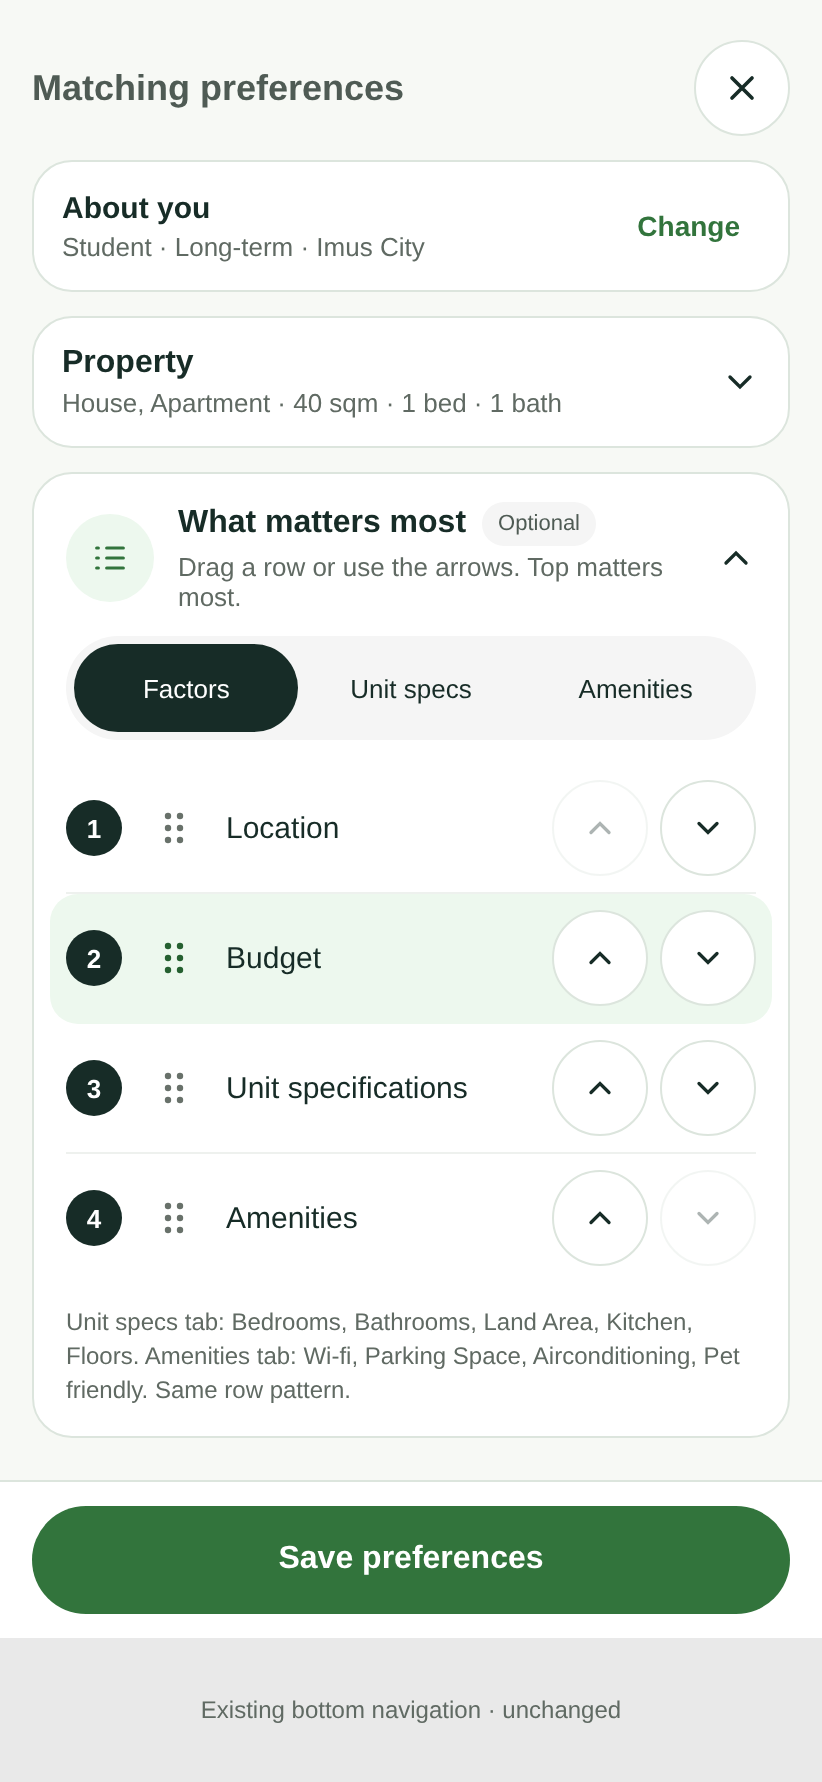 Matching preferences
About you
Student · Long-term · Imus City
Change
Property
House, Apartment · 40 sqm · 1 bed · 1 bath
What matters most
Optional
Drag a row or use the arrows. Top matters
most.
Factors
Unit specs
Amenities
1
Location
2
Budget
3
Unit specifications
4
Amenities
Unit specs tab: Bedrooms, Bathrooms, Land Area, Kitchen,
Floors. Amenities tab: Wi-fi, Parking Space, Airconditioning, Pet
friendly. Same row pattern.
Save preferences
Existing bottom navigation · unchanged